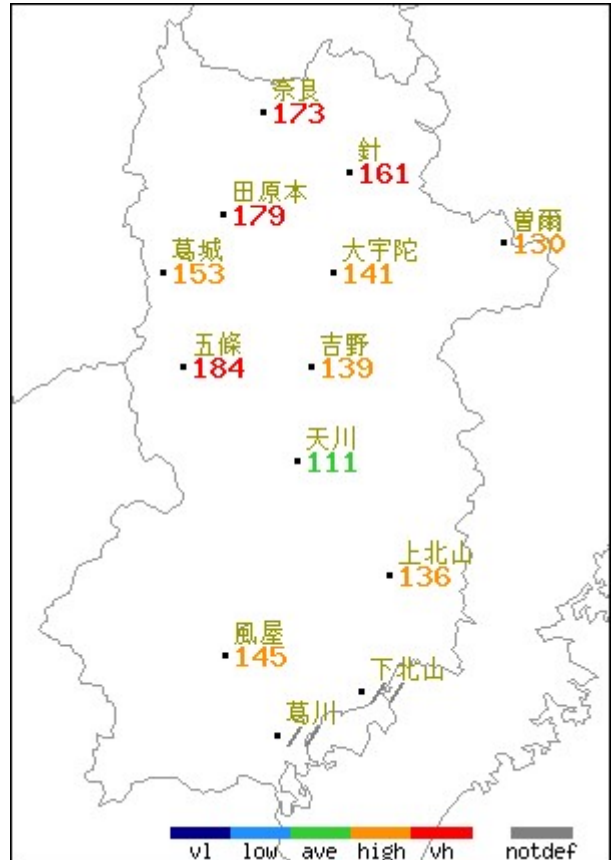 奈良
173
針
161
田原本
179
曽爾
130
葛城
153
大宇陀
141
五條
184
吉野
139
天川
111
上北山
136
風屋
145
下北山
//
葛川
//
vl low ave high vh notdef